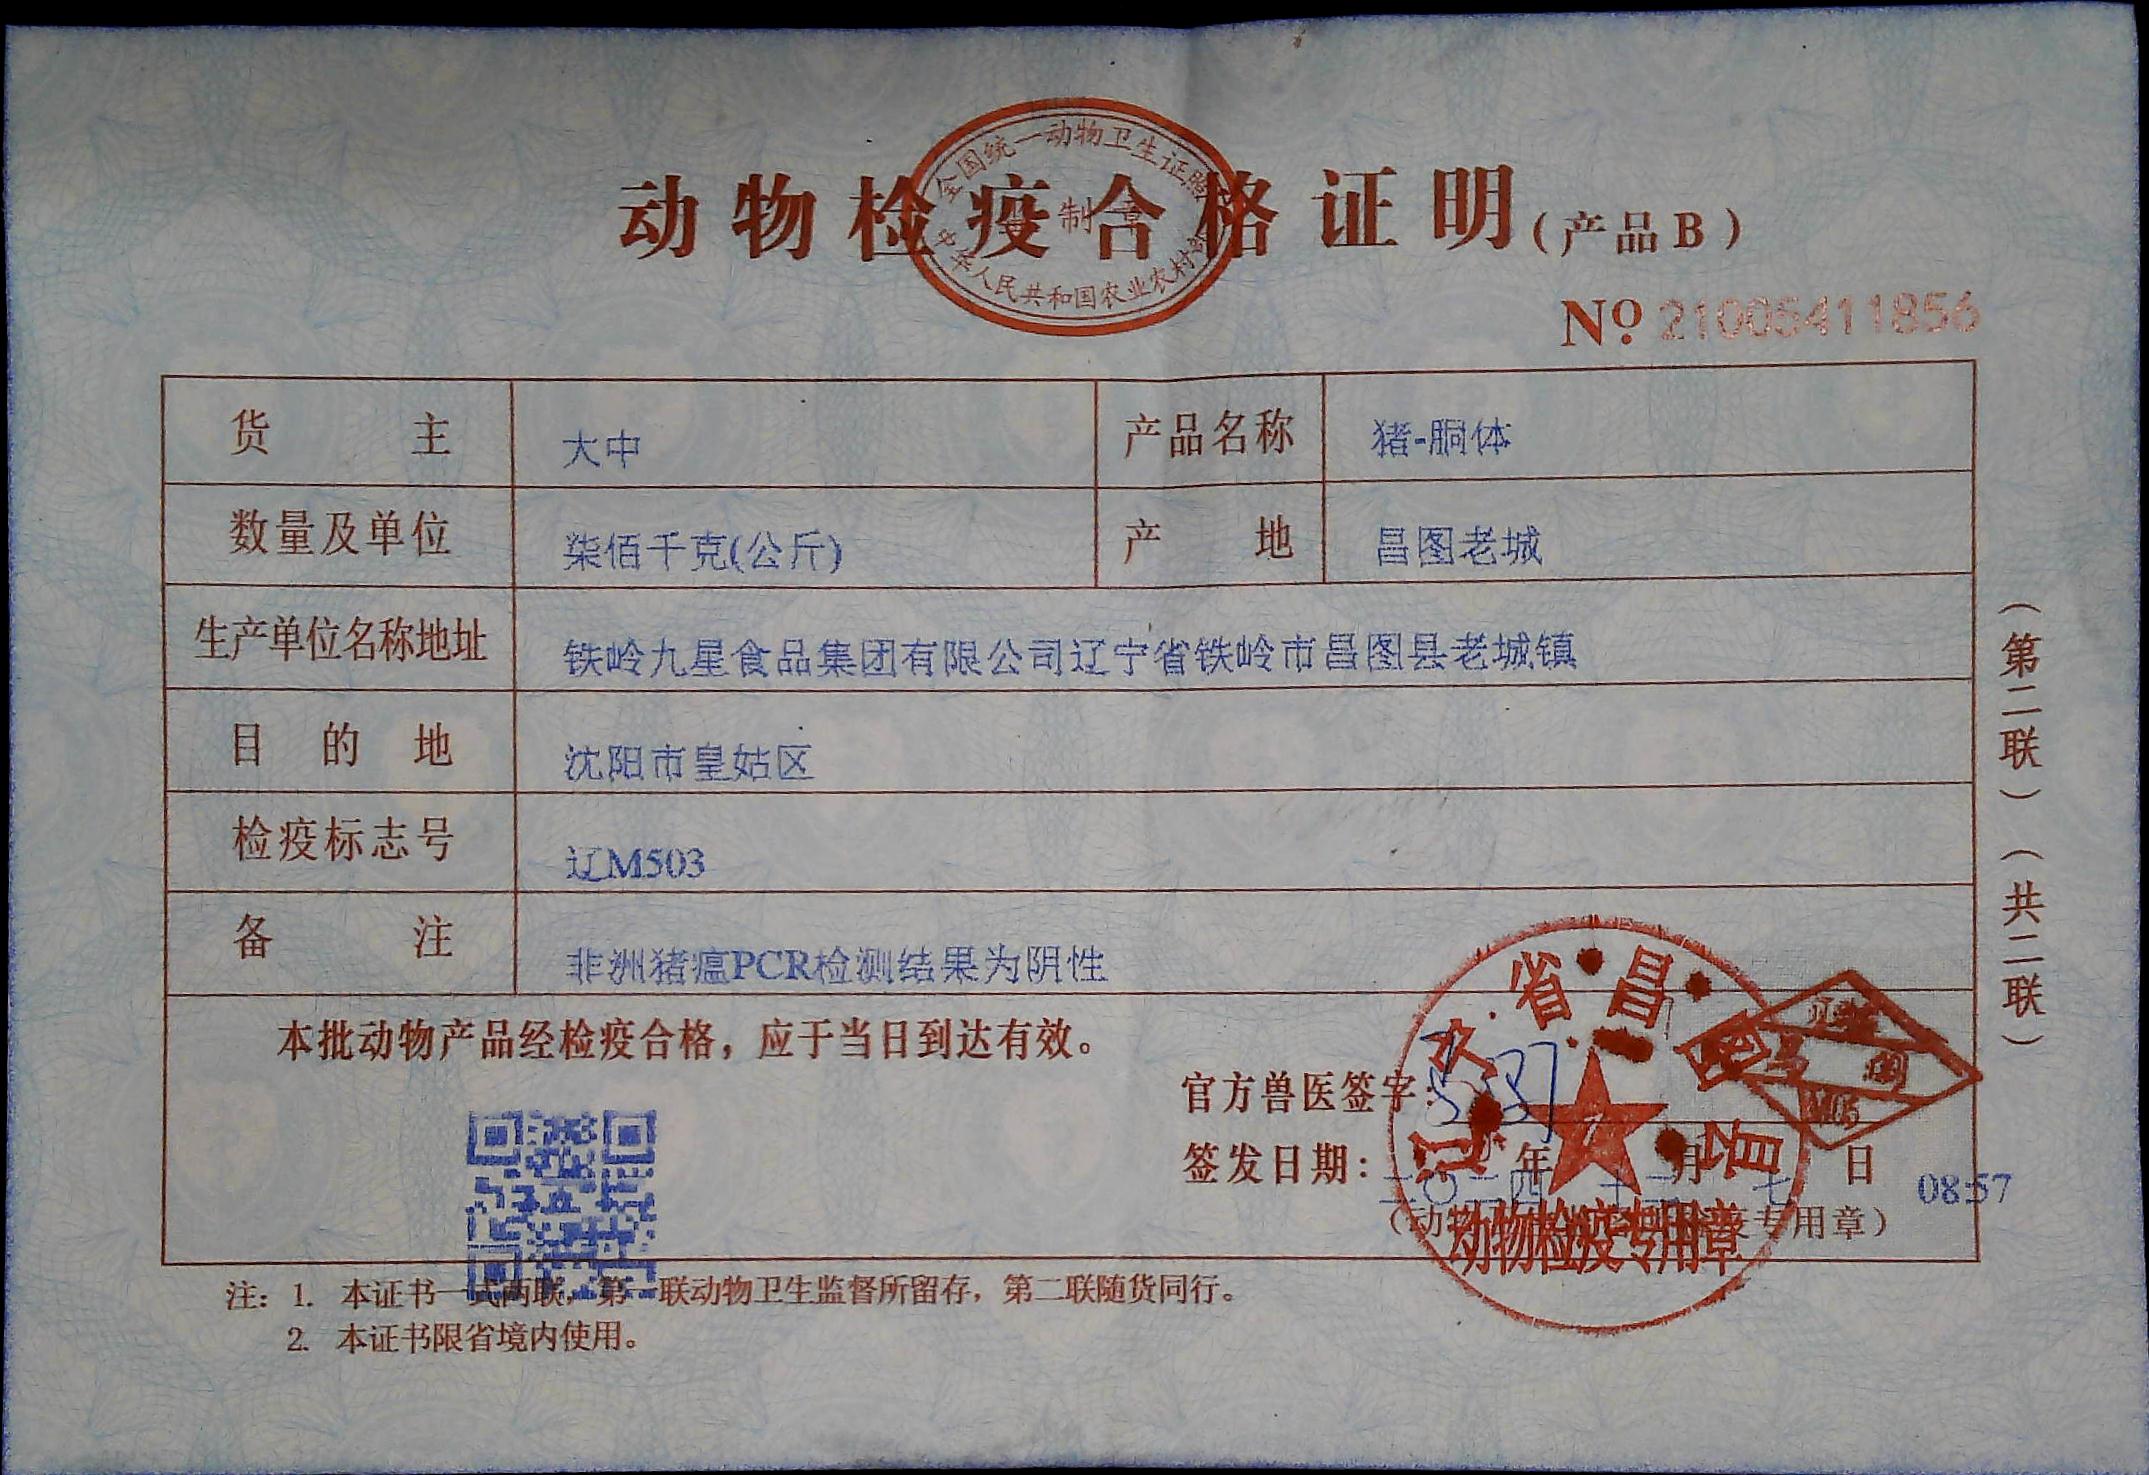 全国统一动物卫生证照
监制章
中华人民共和国农业农村部
动物检疫合格证明(产品B)
№ 21005411856
货主 大中 产品名称 猪-胴体
数量及单位 柒佰千克(公斤) 产地 昌图老城
生产单位名称地址 铁岭九星食品集团有限公司辽宁省铁岭市昌图县老城镇
目的地 沈阳市皇姑区
检疫标志号 辽M503
备注 非洲猪瘟PCR检测结果为阴性
本批动物产品经检疫合格，应于当日到达有效。
官方兽医签字：
签发日期： 二〇二四 年 十二 月 七 日 08:57
动物检疫专用章
注：1. 本证书一式两联，第一联动物卫生监督所留存，第二联随货同行。
2. 本证书限省境内使用。
(第二联)(共二联)